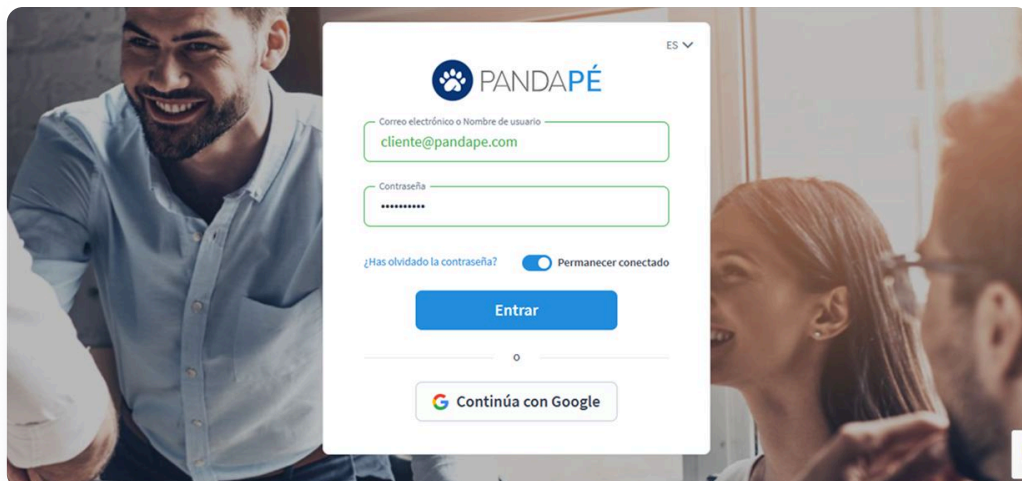 ES
PANDAPÉ
Correo electrónico o Nombre de usuario
cliente@pandape.com
Contraseña
••••••••••
¿Has olvidado la contraseña? Permanecer conectado
Entrar
o
Continúa con Google